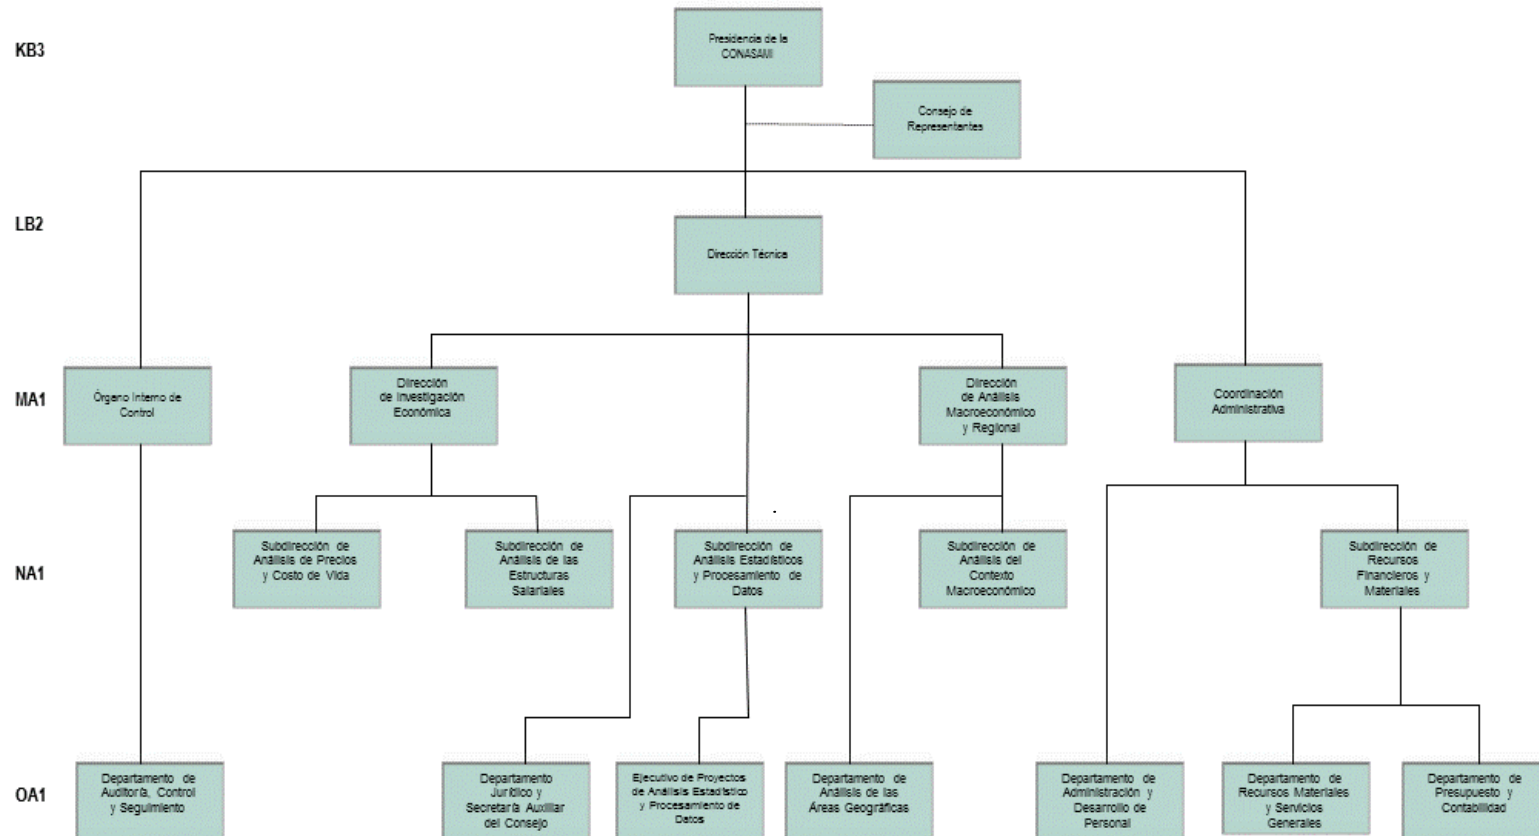 KB3
Presidencia de la
CONASAMI
Consejo de
Representantes
LB2
Dirección Técnica
MA1
Órgano Interno de
Control
Dirección
de Investigación
Económica
Dirección
de Análisis
Macroeconómico
y Regional
Coordinación
Administrativa
NA1
Subdirección de
Análisis de Precios
y Costo de Vida
Subdirección de
Análisis de las
Estructuras
Salariales
Subdirección de
Análisis Estadísticos
y Procesamiento de
Datos
Subdirección de
Análisis del
Contexto
Macroeconómico
Subdirección de
Recursos
Financieros y
Materiales
OA1
Departamento de
Auditoría, Control
y Seguimiento
Departamento
Jurídico y
Secretaría Auxiliar
del Consejo
Ejecutivo de Proyectos
de Análisis Estadístico
y Procesamiento de
Datos
Departamento de
Análisis de las
Áreas Geográficas
Departamento de
Administración y
Desarrollo de
Personal
Departamento de
Recursos Materiales
y Servicios
Generales
Departamento de
Presupuesto y
Contabilidad